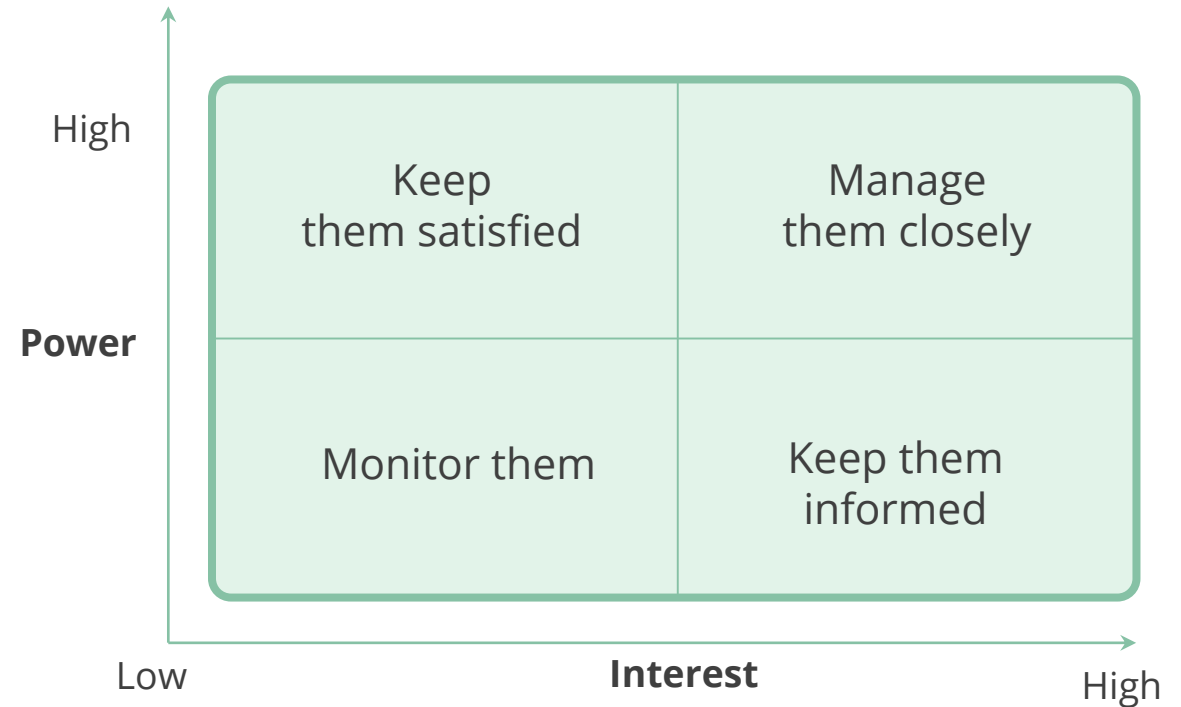 High
Keep
them satisfied
Manage
them closely
Power
Monitor them
Keep them
informed
Low
Interest
High